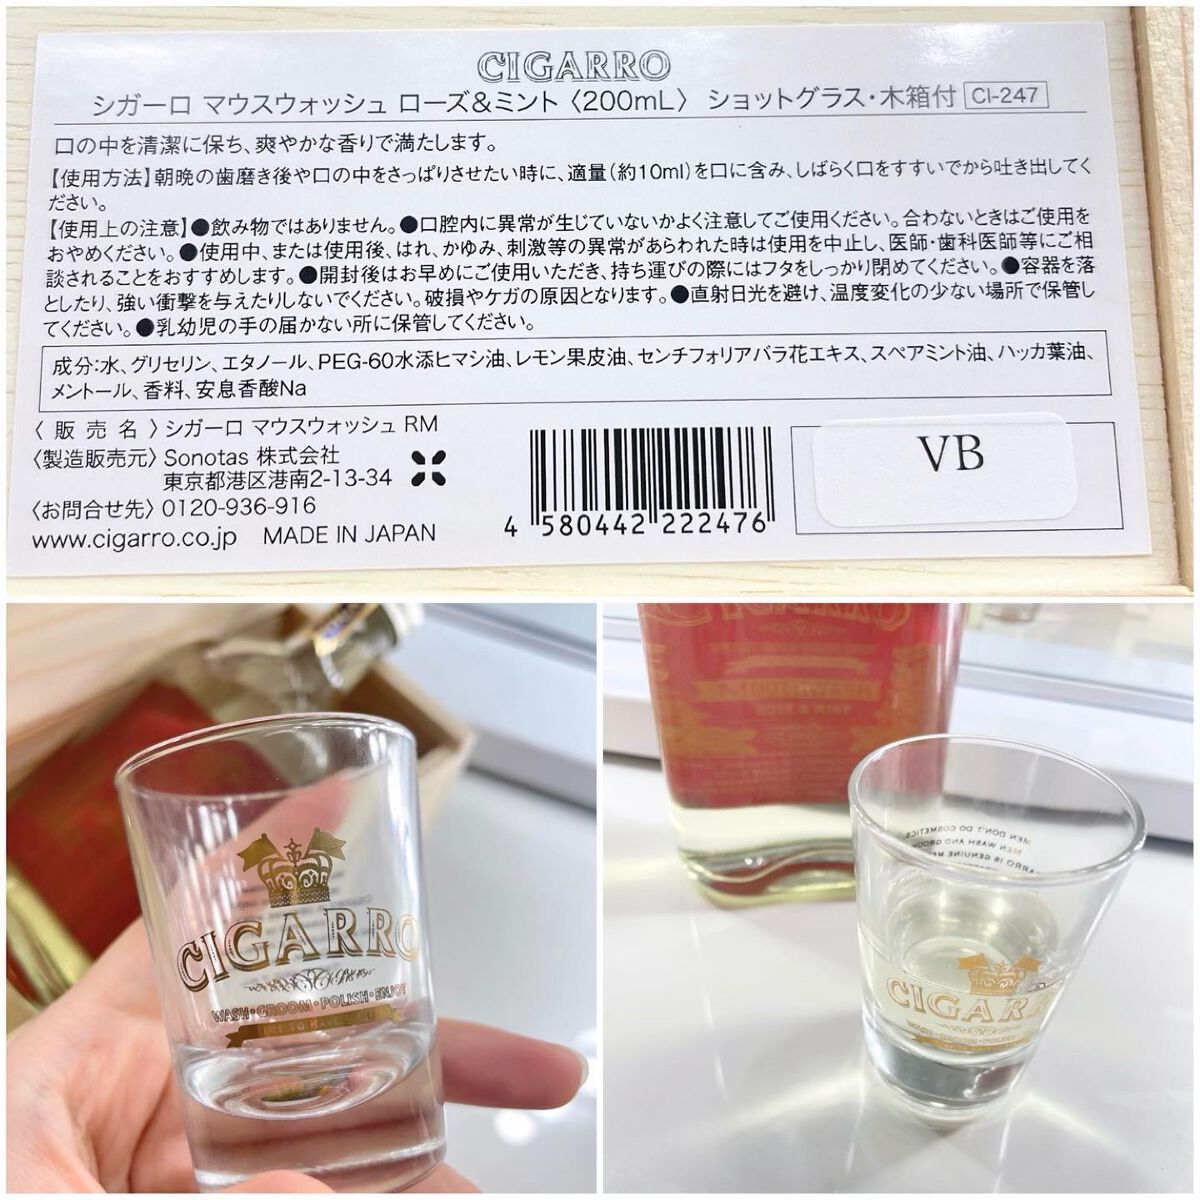 CIGARRO
シガーロ マウスウォッシュ ローズ&ミント〈200mL〉 ショットグラス・木箱付 CI-247
口の中を清潔に保ち、爽やかな香りで満たします。
【使用方法】朝晩の歯磨き後や口の中をさっぱりさせたい時に、適量(約10ml)を口に含み、しばらく口をすすいでから吐き出してく
ださい。
【使用上の注意】●飲み物ではありません。●口腔内に異常が生じていないかよく注意してご使用ください。合わないときはご使用を
おやめください。●使用中、または使用後、はれ、かゆみ、刺激等の異常があらわれた時は使用を中止し、医師・歯科医師等にご相
談されることをおすすめします。●開封後はお早めにご使用いただき、持ち運びの際にはフタをしっかり閉めてください。●容器を落
としたり、強い衝撃を与えたりしないでください。破損やケガの原因となります。●直射日光を避け、温度変化の少ない場所で保管し
てください。●乳幼児の手の届かない所に保管してください。
成分:水、グリセリン、エタノール、PEG-60水添ヒマシ油、レモン果皮油、センチフォリアバラ花エキス、スペアミント油、ハッカ葉油、
メントール、香料、安息香酸Na
〈 販 売 名 〉シガーロ マウスウォッシュ RM
〈製造販売元〉Sonotas 株式会社
東京都港区港南2-13-34
〈お問合せ先〉0120-936-916
www.cigarro.co.jp MADE IN JAPAN
4 580442 222476
VB
CIGARRO
WASH・GROOM・POLISH・ENJOY
MEN DON'T DO COSMETICS,
MEN WASH AND GROOM
CIGARR